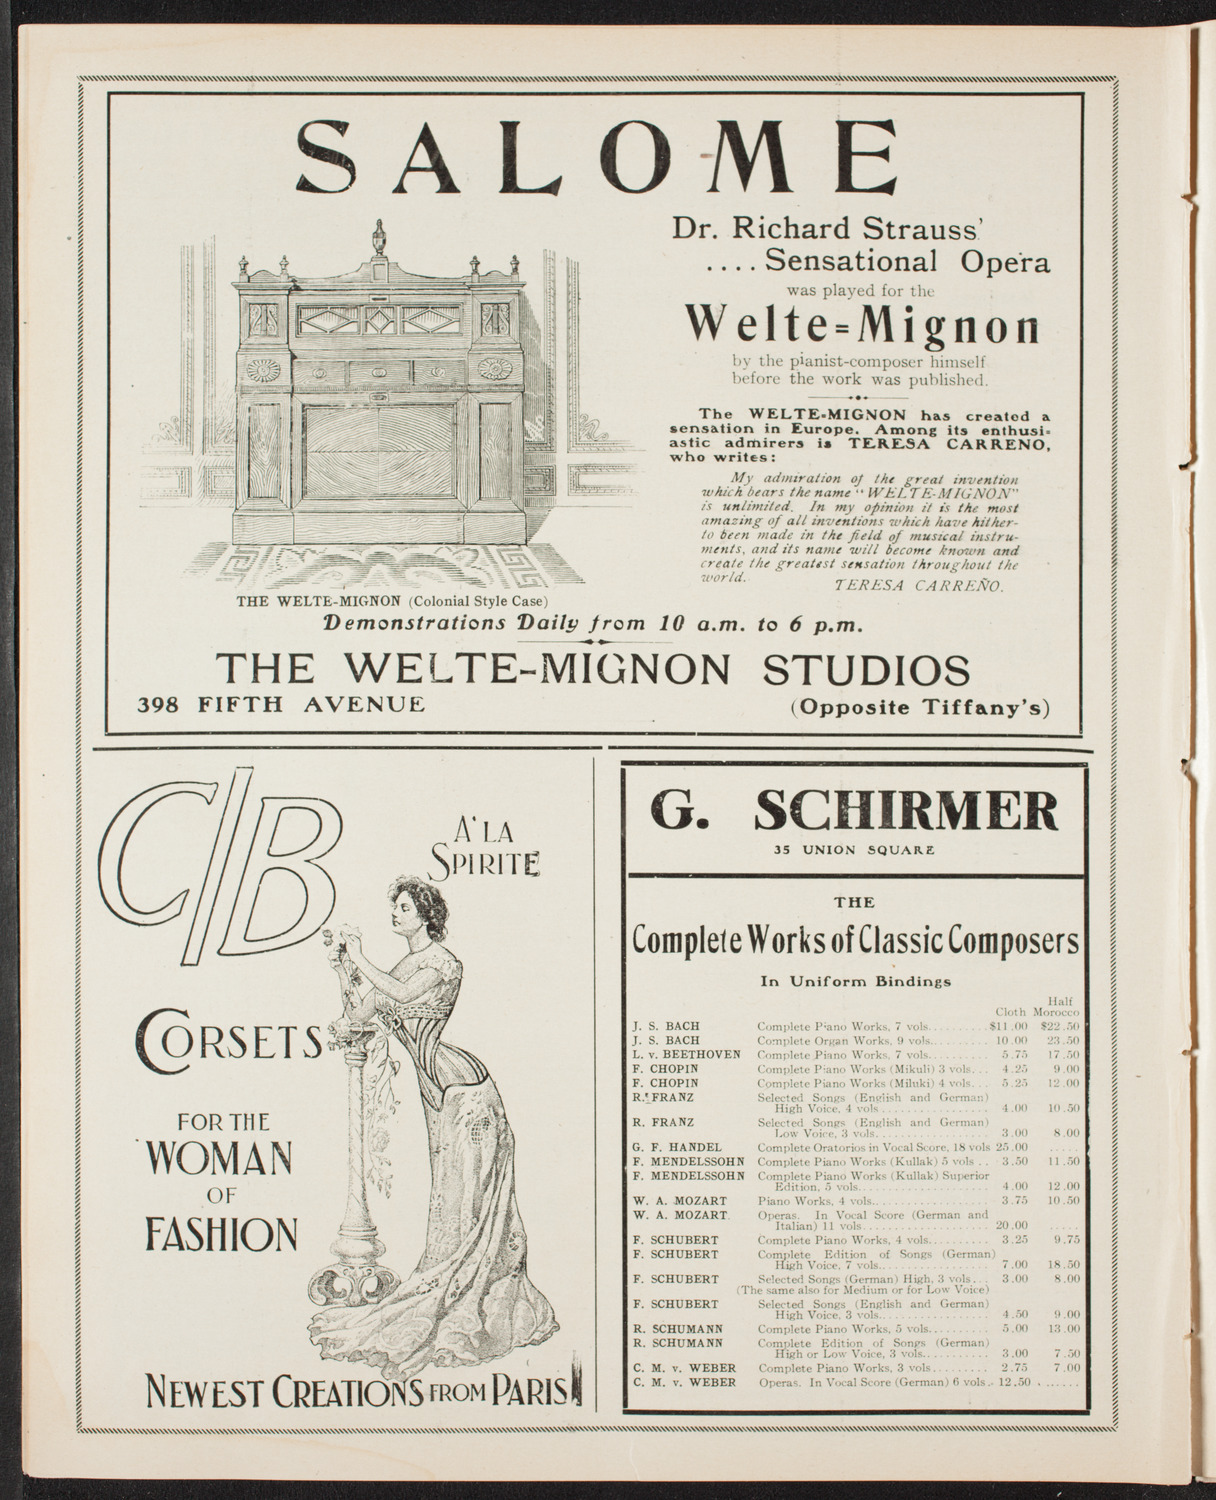 SALOME
Dr. Richard Strauss'
.... Sensational Opera
was played for the
Welte=Mignon
by the pianist-composer himself
before the work was published.
The WELTE-MIGNON has created a
sensation in Europe. Among its enthusi-
astic admirers is TERESA CARRENO,
who writes:
My admiration of the great invention
which bears the name "WELTE-MIGNON"
is unlimited. In my opinion it is the most
amazing of all inventions which have hither-
to been made in the field of musical instru-
ments, and its name will become known and
create the greatest sensation throughout the
world. TERESA CARREÑO.
THE WELTE-MIGNON (Colonial Style Case)
Demonstrations Daily from 10 a.m. to 6 p.m.
THE WELTE-MIGNON STUDIOS
398 FIFTH AVENUE (Opposite Tiffany's)
C/B
A' LA
SPIRITE
CORSETS
FOR THE
WOMAN
OF
FASHION
NEWEST CREATIONS FROM PARIS
G. SCHIRMER
35 UNION SQUARE
THE
Complete Works of Classic Composers
In Uniform Bindings
Half
Cloth Morocco
J. S. BACH Complete Piano Works, 7 vols.......... $11.00 $22.50
J. S. BACH Complete Organ Works, 9 vols.......... 10.00 23.50
L. v. BEETHOVEN Complete Piano Works, 7 vols.......... 5.75 17.50
F. CHOPIN Complete Piano Works (Mikuli) 3 vols... 4.25 9.00
F. CHOPIN Complete Piano Works (Miluki) 4 vols... 5.25 12.00
R. FRANZ Selected Songs (English and German)
High Voice, 4 vols.................. 4.00 10.50
R. FRANZ Selected Songs (English and German)
Low Voice, 3 vols................... 3.00 8.00
G. F. HANDEL Complete Oratorios in Vocal Score, 18 vols 25.00 .....
F. MENDELSSOHN Complete Piano Works (Kullak) 5 vols .. 3.50 11.50
F. MENDELSSOHN Complete Piano Works (Kullak) Superior
Edition, 5 vols...................... 4.00 12.00
W. A. MOZART Piano Works, 4 vols.................... 3.75 10.50
W. A. MOZART Operas. In Vocal Score (German and
Italian) 11 vols..................... 20.00 .....
F. SCHUBERT Complete Piano Works, 4 vols.......... 3.25 9.75
F. SCHUBERT Complete Edition of Songs (German)
High Voice, 7 vols................... 7.00 18.50
F. SCHUBERT Selected Songs (German) High, 3 vols... 3.00 8.00
(The same also for Medium or for Low Voice)
F. SCHUBERT Selected Songs (English and German)
High Voice, 3 vols................... 4.50 9.00
R. SCHUMANN Complete Piano Works, 5 vols.......... 5.00 13.00
R. SCHUMANN Complete Edition of Songs (German)
High or Low Voice, 3 vols........... 3.00 7.50
C. M. v. WEBER Complete Piano Works, 3 vols......... 2.75 7.00
C. M. v. WEBER Operas. In Vocal Score (German) 6 vols.. 12.50 .......